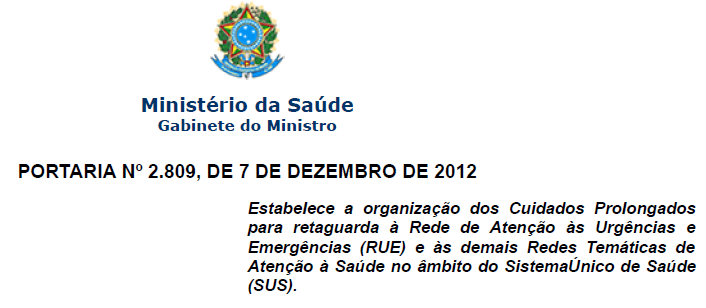 Ministério da Saúde
Gabinete do Ministro
PORTARIA Nº 2.809, DE 7 DE DEZEMBRO DE 2012
Estabelece a organização dos Cuidados Prolongados
para retaguarda à Rede de Atenção às Urgências e
Emergências (RUE) e às demais Redes Temáticas de
Atenção à Saúde no âmbito do SistemaÚnico de Saúde
(SUS).